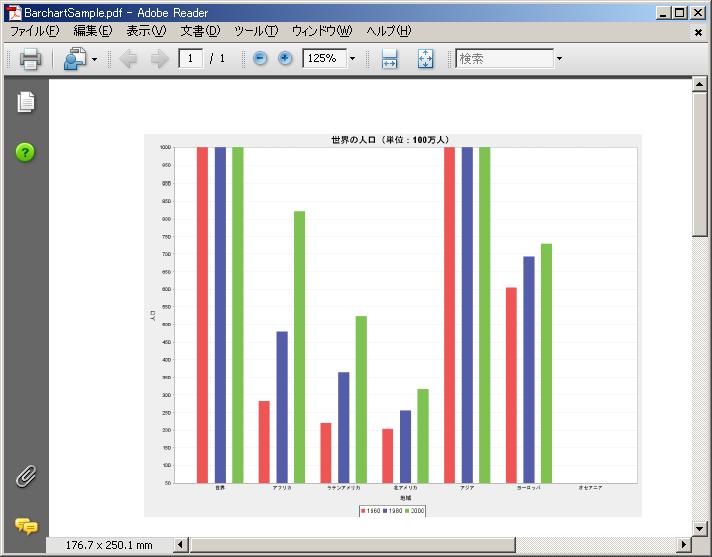 BarchartSample.pdf - Adobe Reader
ファイル(F) 編集(E) 表示(V) 文書(D) ツール(T) ウィンドウ(W) ヘルプ(H)
1 / 1 125% 検索
世界の人口（単位：100万人）
1000
950
900
850
800
750
700
650
600
550
500
450
400
350
300
250
200
150
100
50
人口
世界 アフリカ ラテンアメリカ 北アメリカ アジア ヨーロッパ オセアニア
地域
1960 1980 2000
176.7 x 250.1 mm